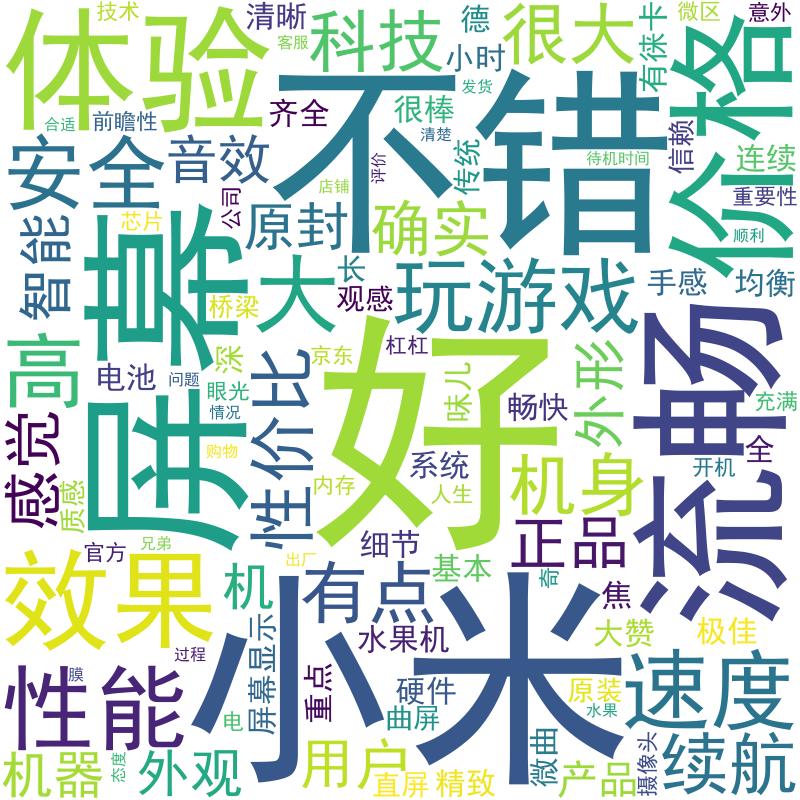 技术
清晰
客服
体验
科技
德
小时
很大
有徕卡
微区
意外
价格
合适
前瞻性
齐全
很棒
清楚
发货
不错
安全
音效
店铺
评价
传统
待机时间
信赖
连续
重要性
智能
芯片
公司
原封
确实
顺利
屏幕
桥梁
大
长
观感
玩游戏
手感
均衡
高
电池
问题
深
眼光
情况
京东
杠杠
好
味儿
畅快
外形
流畅
充满
全
感觉
质感
购物
性价比
内存
系统
人生
机身
开机
官方
兄弟
出厂
细节
基本
正品
奇
焦
效果
机
有点
水果机
大赞
极佳
过程
小米
性能
膜
电
屏幕显示
重点
硬件
曲屏
原装
水果
速度
机器
态度
外观
用户
直屏
精致
微曲
产品
摄像头
续航